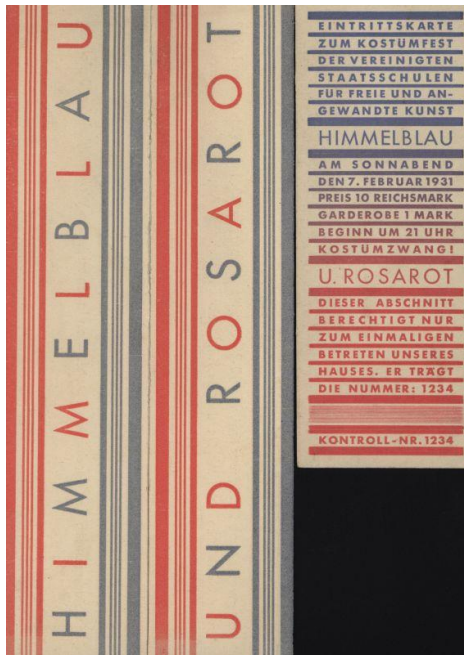 HIMMELBLAU
UND ROSAROT
EINTRITTSKARTE
ZUM KOSTÜMFEST
DER VEREINIGTEN
STAATSSCHULEN
FÜR FREIE UND AN-
GEWANDTE KUNST
HIMMELBLAU
AM SONNABEND
DEN 7. FEBRUAR 1931
PREIS 10 REICHSMARK
GARDEROBE 1 MARK
BEGINN UM 21 UHR
KOSTÜMZWANG!
U. ROSAROT
DIESER ABSCHNITT
BERECHTIGT NUR
ZUM EINMALIGEN
BETRETEN UNSERES
HAUSES. ER TRÄGT
DIE NUMMER: 1234
KONTROLL-NR. 1234